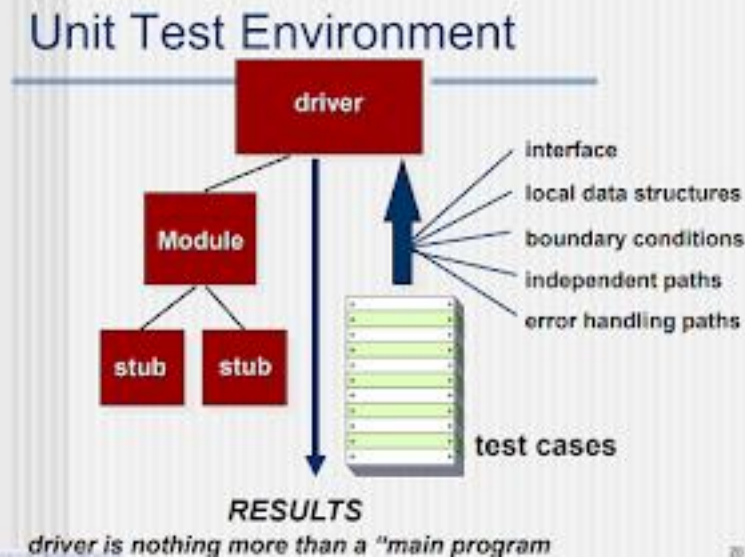 Unit Test Environment
driver
interface
local data structures
Module
boundary conditions
independent paths
error handling paths
stub
stub
test cases
RESULTS
driver is nothing more than a "main program